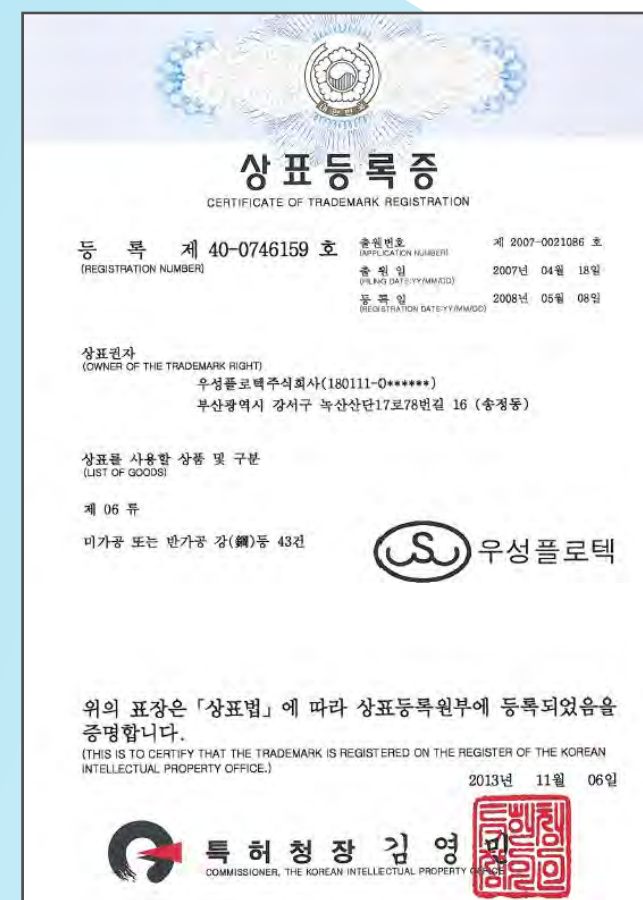 상표등록증
CERTIFICATE OF TRADEMARK REGISTRATION
등 록 제 40-0746159 호
(REGISTRATION NUMBER)
출원번호 제 2007-0021086 호
(APPLICATION NUMBER)
출 원 일 2007년 04월 18일
(FILING DATE:YY/MM/DD)
등 록 일 2008년 05월 08일
(REGISTRATION DATE:YY/MM/DD)
상표권자
(OWNER OF THE TRADEMARK RIGHT)
우성플로텍주식회사(180111-0******)
부산광역시 강서구 녹산산단17로78번길 16 (송정동)
상표를 사용할 상품 및 구분
(LIST OF GOODS)
제 06 류
미가공 또는 반가공 강(鋼)등 43건
우성플로텍
위의 표장은「상표법」에 따라 상표등록원부에 등록되었음을
증명합니다.
(THIS IS TO CERTIFY THAT THE TRADEMARK IS REGISTERED ON THE REGISTER OF THE KOREAN
INTELLECTUAL PROPERTY OFFICE.)
2013년 11월 06일
특허청장 김영민
COMMISSIONER, THE KOREAN INTELLECTUAL PROPERTY OFFICE